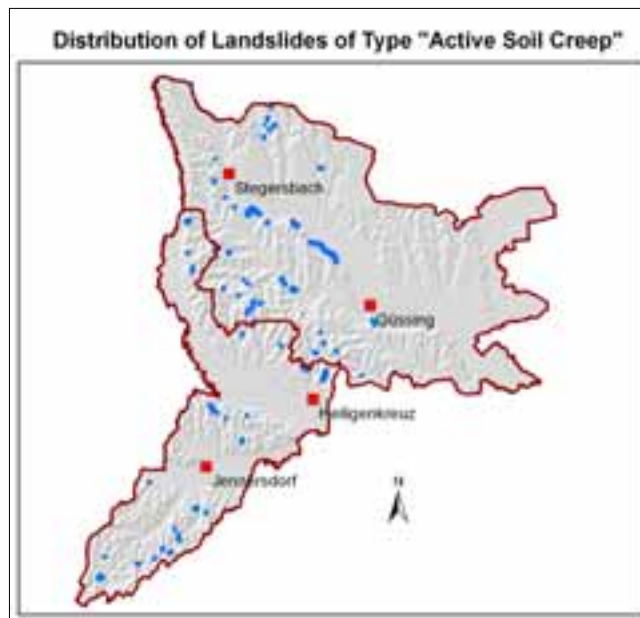 Distribution of Landslides of Type "Active Soil Creep"
Stegersbach
Güssing
Heiligenkreuz
Jennersdorf
N